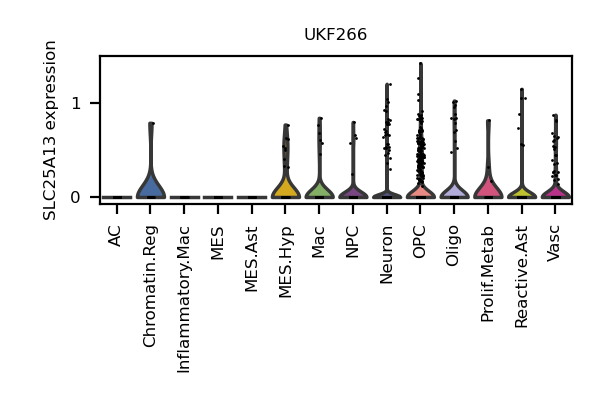 UKF266
SLC25A13 expression
1
0
AC
Chromatin.Reg
Inflammatory.Mac
MES
MES.Ast
MES.Hyp
Mac
NPC
Neuron
OPC
Oligo
Prolif.Metab
Reactive.Ast
Vasc